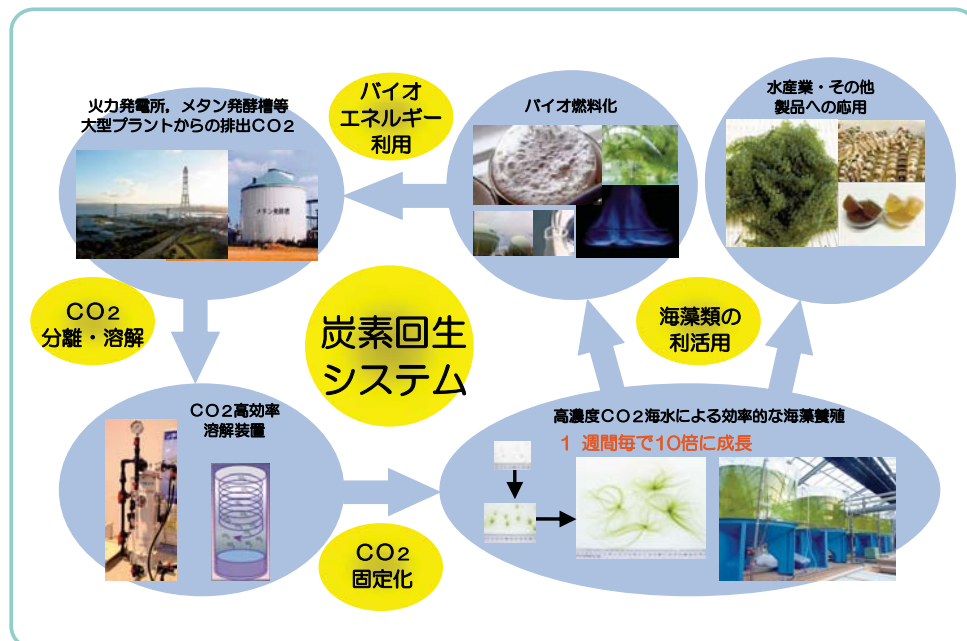 火力発電所，メタン発酵槽等
大型プラントからの排出ＣＯ２
メタン発酵槽
バイオ
エネルギー
利用
バイオ燃料化
水産業・その他
製品への応用
ＣＯ２
分離・溶解
炭素回生
システム
海藻類の
利活用
ＣＯ２高効率
溶解装置
ＣＯ２
固定化
高濃度ＣＯ２海水による効率的な海藻養殖
１ 週間毎で10倍に成長